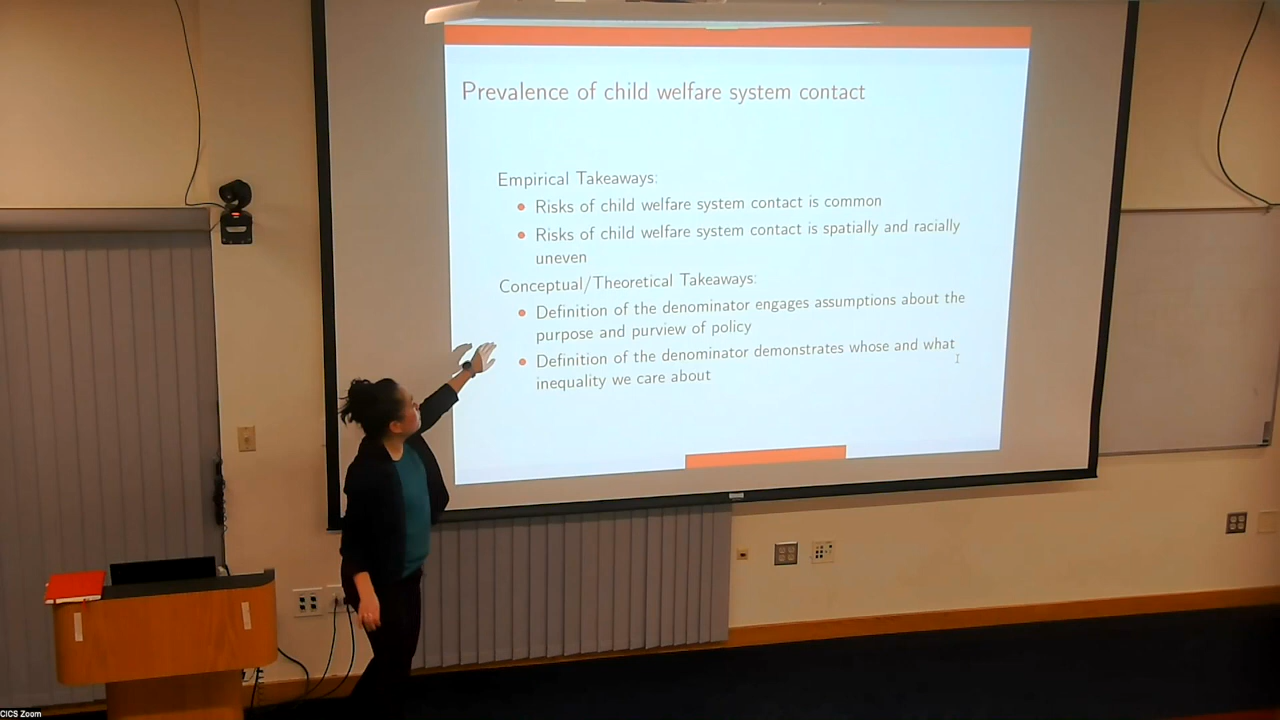 Prevalence of child welfare system contact
Empirical Takeaways:
Risks of child welfare system contact is common
Risks of child welfare system contact is spatially and racially
uneven
Conceptual/Theoretical Takeaways:
Definition of the denominator engages assumptions about the
purpose and purview of policy
Definition of the denominator demonstrates whose and what
inequality we care about
CICS Zoom